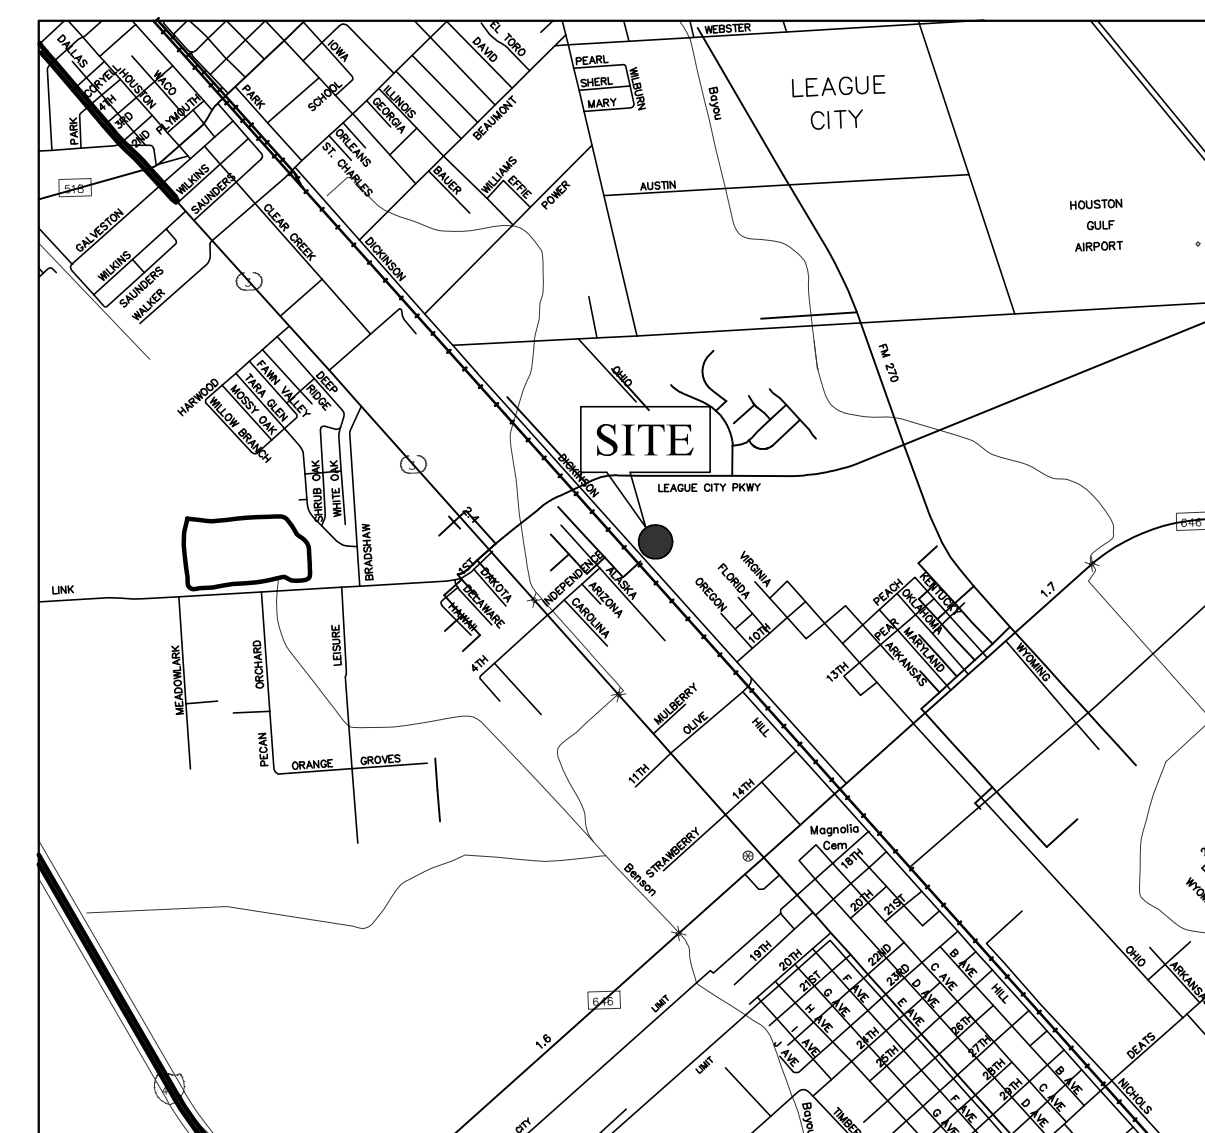 WEBSTER
EL TORO
DAVID
IOWA
SCHOOL
DALLAS
CORYELL
HOUSTON
WACO
4TH
3RD
2ND
PLYMOUTH
PARK
PARK
ILLINOIS
GEORGIA
BEAUMONT
ORLEANS
ST. CHARLES
BAUER
WILLIAMS
EFFIE
POWER
PEARL
SHERL
MARY
WILBURN
Bayou
LEAGUE
CITY
AUSTIN
HOUSTON
GULF
AIRPORT
518
WILKINS
SAUNDERS
GALVESTON
WILKINS
SAUNDERS
WALKER
CLEAR CREEK
DICKINSON
3
FM 270
OHIO
HARWOOD
FAWN VALLEY
TARA GLEN
MOSSY OAK
WILLOW BRANCH
DEEP
RIDGE
SITE
3
DICKINSON
LEAGUE CITY PKWY
SHRUB OAK
WHITE OAK
BRADSHAW
2.4
646
LINK
1ST
DAKOTA
DELAWARE
HAWAII
INDEPENDENCE
ALASKA
ARIZONA
CAROLINA
VIRGINIA
FLORIDA
OREGON
10TH
PEACH
KENTUCKY
OKLAHOMA
PEAR
MARYLAND
ARKANSAS
13TH
1.7
WYOMING
MEADOWLARK
ORCHARD
LEISURE
PECAN
ORANGE
GROVES
4TH
MULBERRY
OLIVE
HILL
11TH
14TH
STRAWBERRY
Benson
Magnolia
Cem
18TH
20TH
21ST
19TH
20TH
21ST
22ND
23RD
B AVE
C AVE
D AVE
E AVE
F AVE
G AVE
H AVE
I AVE
J AVE
HILL
24TH
25TH
26TH
27TH
28TH
29TH
B AVE
C AVE
D AVE
F AVE
G AVE
OHIO
ARKANSA
WYOM
DEATS
NICHOLS
646
LIMIT
1.6
LIMIT
CITY
Bayou
TIMBER